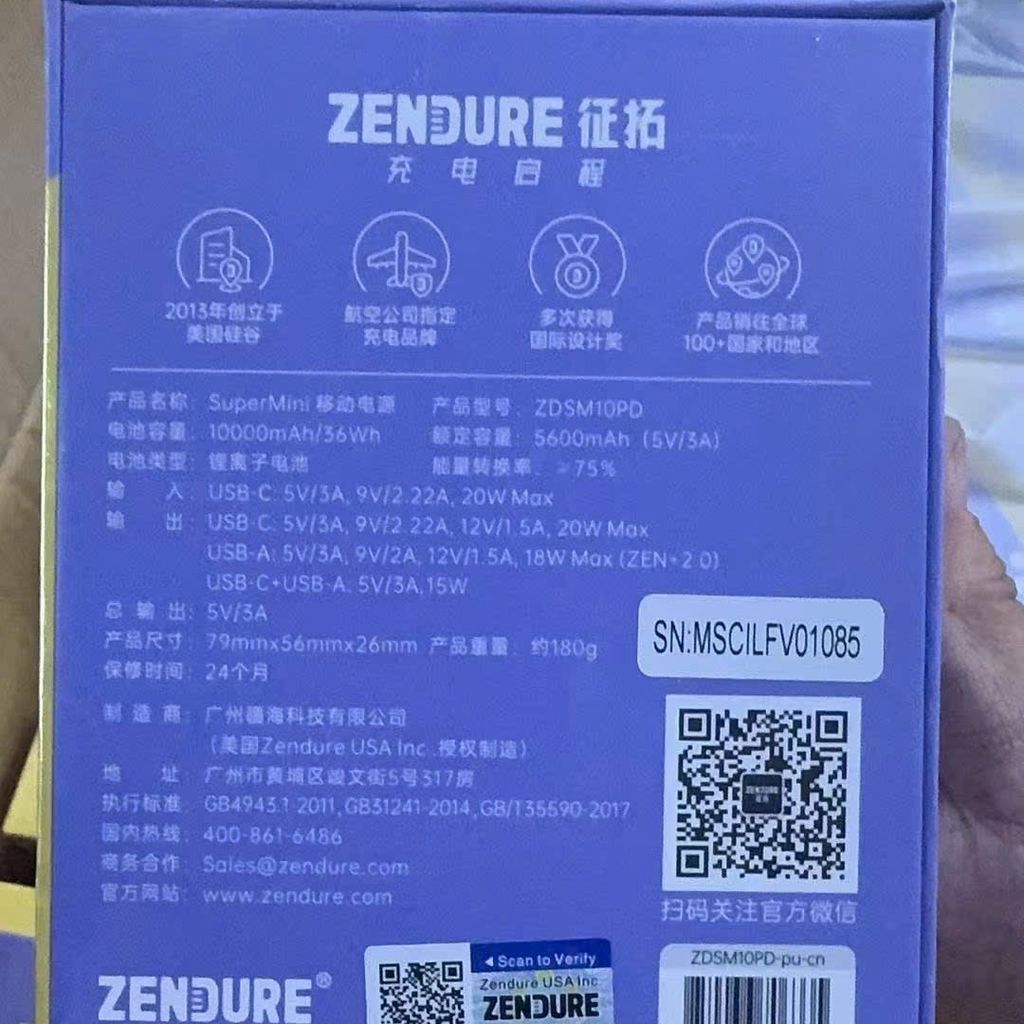 ZENDURE 征拓
充电启程
2013年创立于
美国硅谷
航空公司指定
充电品牌
多次获得
国际设计奖
产品销往全球
100+国家和地区
产品名称: SuperMini 移动电源 产品型号: ZDSM10PD
电池容量: 10000mAh/36Wh 额定容量: 5600mAh (5V/3A)
电池类型: 锂离子电池 能量转换率: ≥75%
输 入: USB-C: 5V/3A, 9V/2.22A, 20W Max
输 出: USB-C: 5V/3A, 9V/2.22A, 12V/1.5A, 20W Max
USB-A: 5V/3A, 9V/2A, 12V/1.5A, 18W Max (ZEN+2.0)
USB-C+USB-A: 5V/3A, 15W
总 输 出: 5V/3A
产品尺寸: 79mmx56mmx26mm 产品重量: 约180g
保修时间: 24个月
SN:MSCILFV01085
制 造 商: 广州疆海科技有限公司
(美国Zendure USA Inc .授权制造)
地 址: 广州市黄埔区峻文街5号317房
执行标准: GB4943.1-2011, GB31241-2014, GB/T35590-2017
国内热线: 400-861-6486
商务合作: Sales@zendure.com
官方网站: www.zendure.com
ZENDURE
征拓
扫码关注官方微信
ZENDURE®
Scan to Verify
Zendure USA Inc
ZENDURE
ZDSM10PD-pu-cn